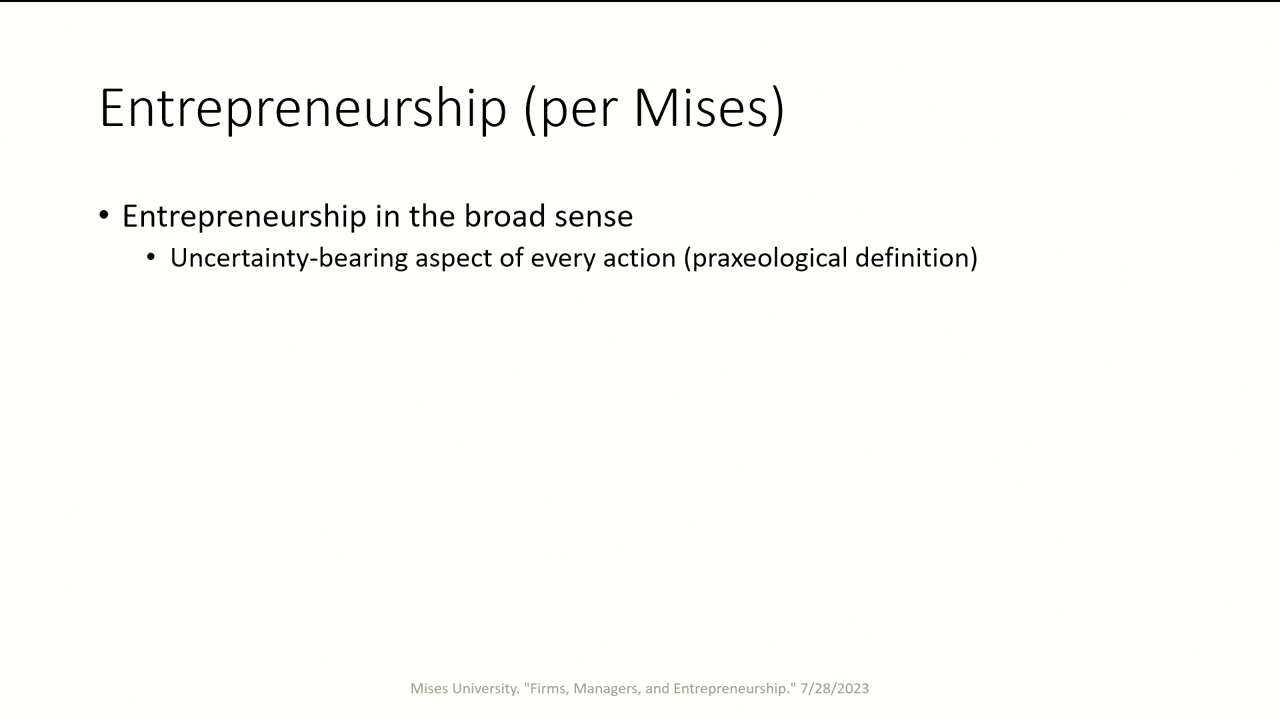 Entrepreneurship (per Mises)
• Entrepreneurship in the broad sense
• Uncertainty-bearing aspect of every action (praxeological definition)
Mises University. "Firms, Managers, and Entrepreneurship." 7/28/2023